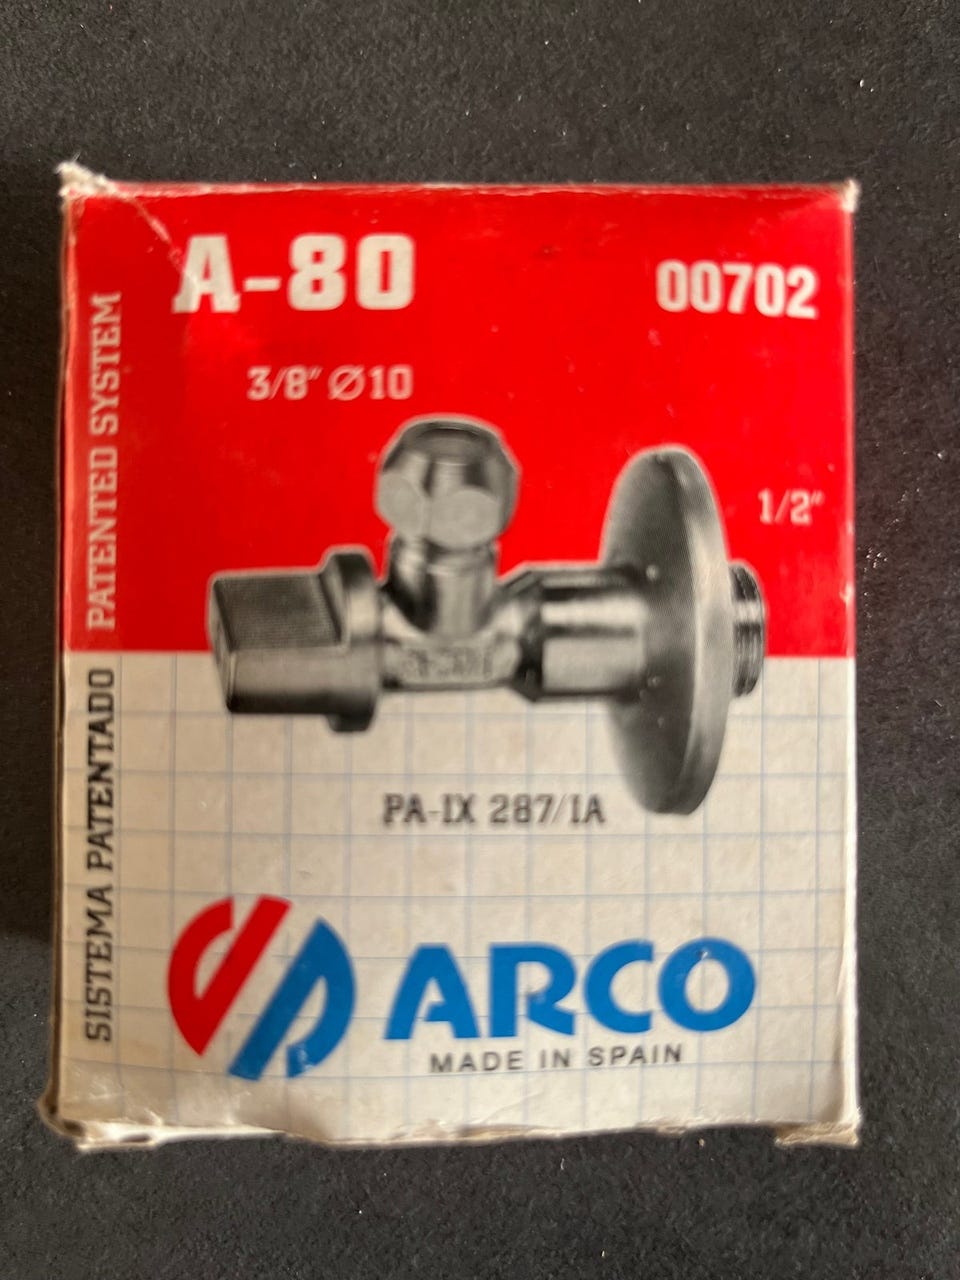 A-80
00702
3/8" Ø10
1/2"
PATENTED SYSTEM
SISTEMA PATENTADO
PA-IX 287/IA
ARCO
MADE IN SPAIN